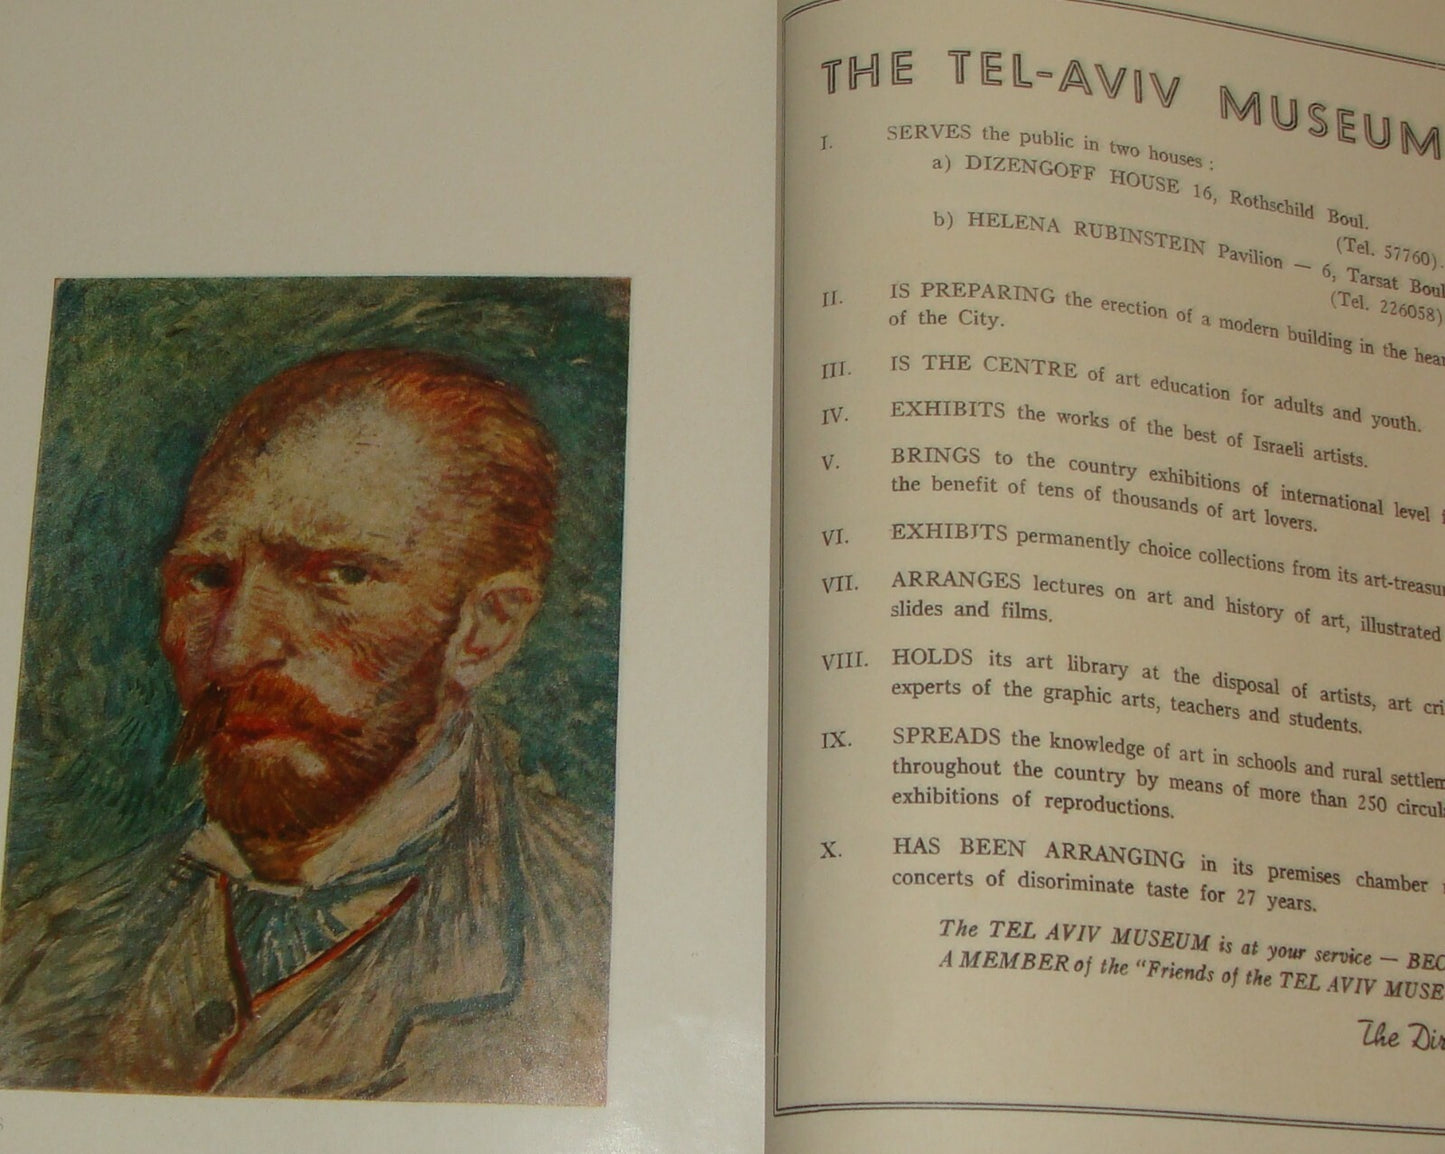 THE TEL-AVIV MUSEUM
I. SERVES the public in two houses :
a) DIZENGOFF HOUSE 16, Rothschild Boul.
(Tel. 57760).
b) HELENA RUBINSTEIN Pavilion — 6, Tarsat Boul
(Tel. 226058)
II. IS PREPARING the erection of a modern building in the hear
of the City.
III. IS THE CENTRE of art education for adults and youth.
IV. EXHIBITS the works of the best of Israeli artists.
V. BRINGS to the country exhibitions of international level
the benefit of tens of thousands of art lovers.
VI. EXHIBJTS permanently choice collections from its art-treasu
VII. ARRANGES lectures on art and history of art, illustrated
slides and films.
VIII. HOLDS its art library at the disposal of artists, art cri
experts of the graphic arts, teachers and students.
IX. SPREADS the knowledge of art in schools and rural settlem
throughout the country by means of more than 250 circul
exhibitions of reproductions.
X. HAS BEEN ARRANGING in its premises chamber
concerts of disoriminate taste for 27 years.
The TEL AVIV MUSEUM is at your service — BEC
A MEMBER of the "Friends of the TEL AVIV MUSE
The Dir